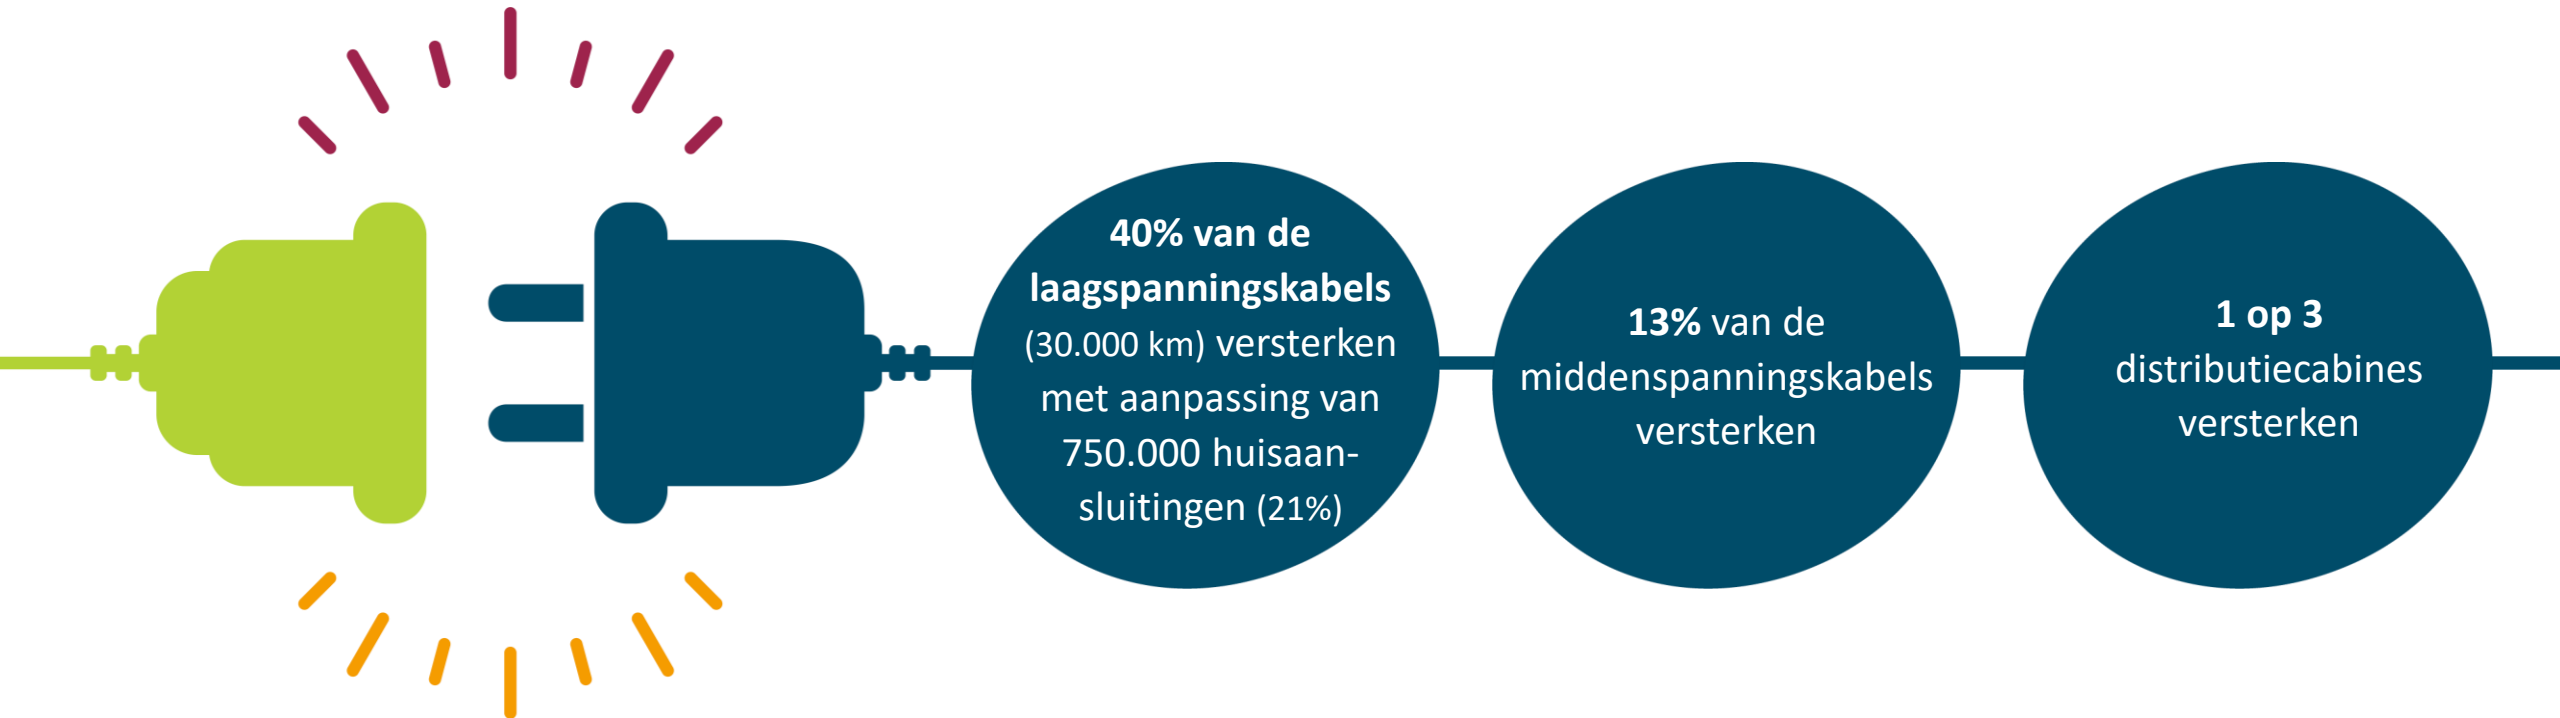 40% van de
laagspanningskabels
(30.000 km) versterken
met aanpassing van
750.000 huisaan-
sluitingen (21%)
13% van de
middenspanningskabels
versterken
1 op 3
distributiecabines
versterken